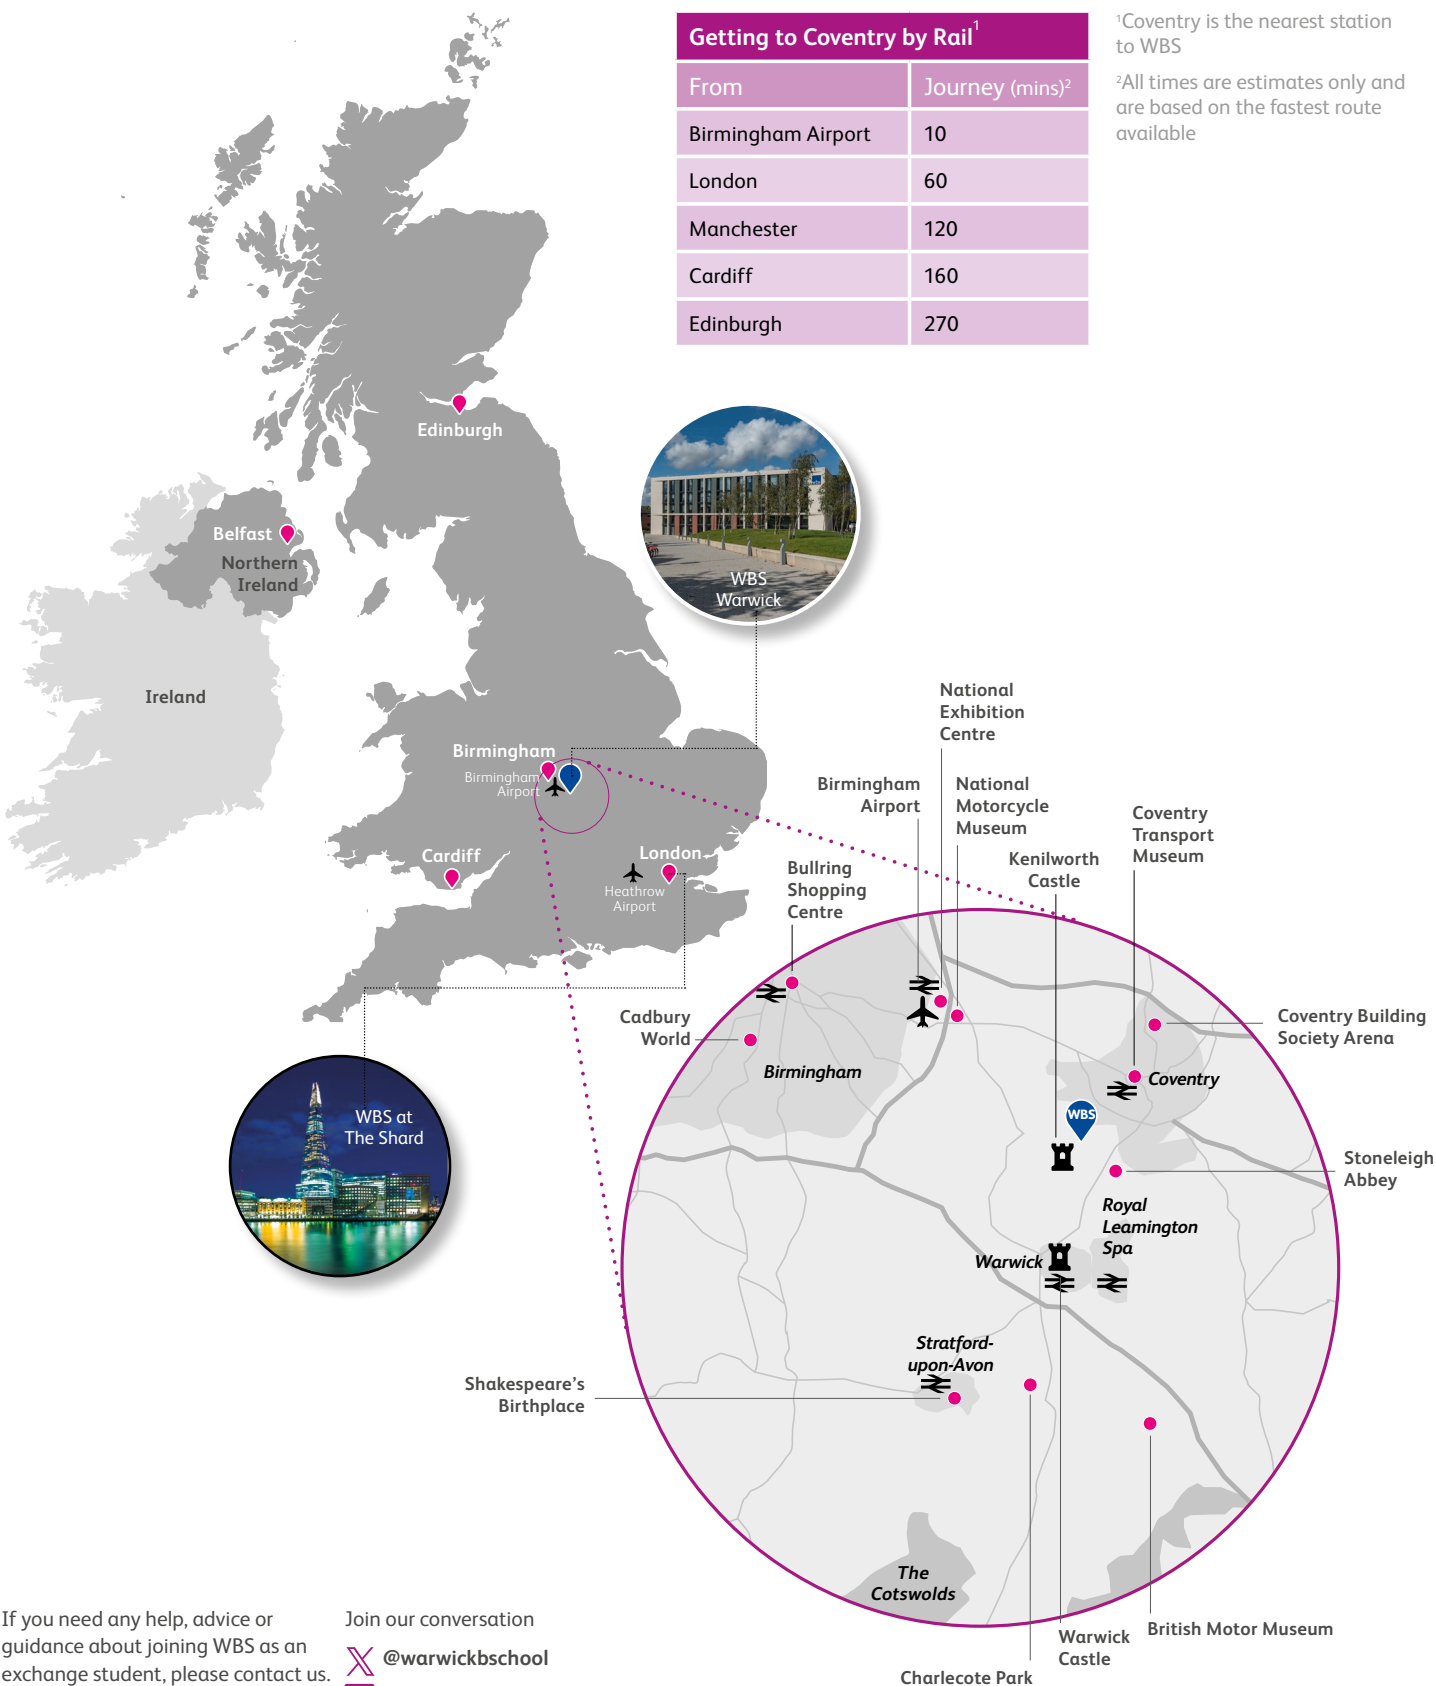 Getting to Coventry by Rail¹
From Journey (mins)²
Birmingham Airport 10
London 60
Manchester 120
Cardiff 160
Edinburgh 270
¹Coventry is the nearest station
to WBS
²All times are estimates only and
are based on the fastest route
available
Edinburgh
Belfast
Northern
Ireland
Ireland
WBS
Warwick
Birmingham
Birmingham
Airport
Cardiff
London
Heathrow
Airport
WBS at
The Shard
National
Exhibition
Centre
Birmingham
Airport
National
Motorcycle
Museum
Coventry
Transport
Museum
Kenilworth
Castle
Bullring
Shopping
Centre
Cadbury
World
Birmingham
Coventry Building
Society Arena
Coventry
WBS
Stoneleigh
Abbey
Royal
Leamington
Spa
Warwick
Stratford-
upon-Avon
Shakespeare's
Birthplace
The
Cotswolds
British Motor Museum
Warwick
Castle
Charlecote Park
If you need any help, advice or
guidance about joining WBS as an
exchange student, please contact us.
Join our conversation
@warwickbschool